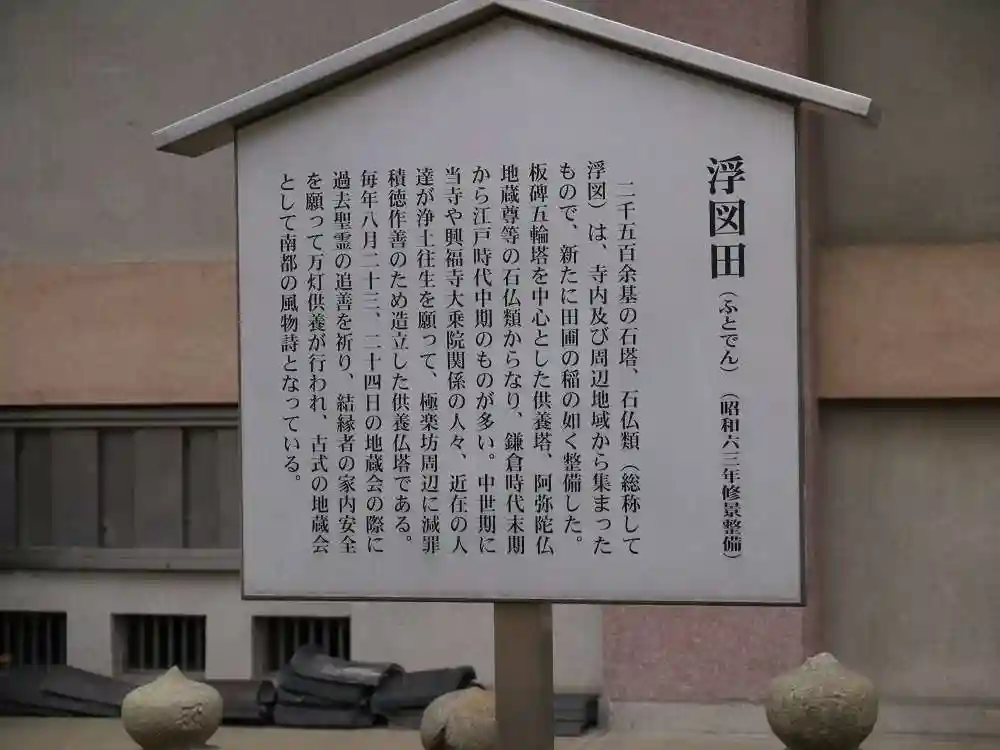 浮図田（ふとでん）（昭和六三年修景整備）
二千五百余基の石塔、石仏類（総称して
浮図）は、寺内及び周辺地域から集まった
もので、新たに田圃の稲の如く整備した。
板碑五輪塔を中心とした供養塔、阿弥陀仏
地蔵尊等の石仏類からなり、鎌倉時代末期
から江戸時代中期のものが多い。中世期に
当寺や興福寺大乗院関係の人々、近在の人
達が浄土往生を願って、極楽坊周辺に滅罪
積徳作善のため造立した供養仏塔である。
毎年八月二十三、二十四日の地蔵会の際に
過去聖霊の追善を祈り、結縁者の家内安全
を願って万灯供養が行われ、古式の地蔵会
として南都の風物詩となっている。